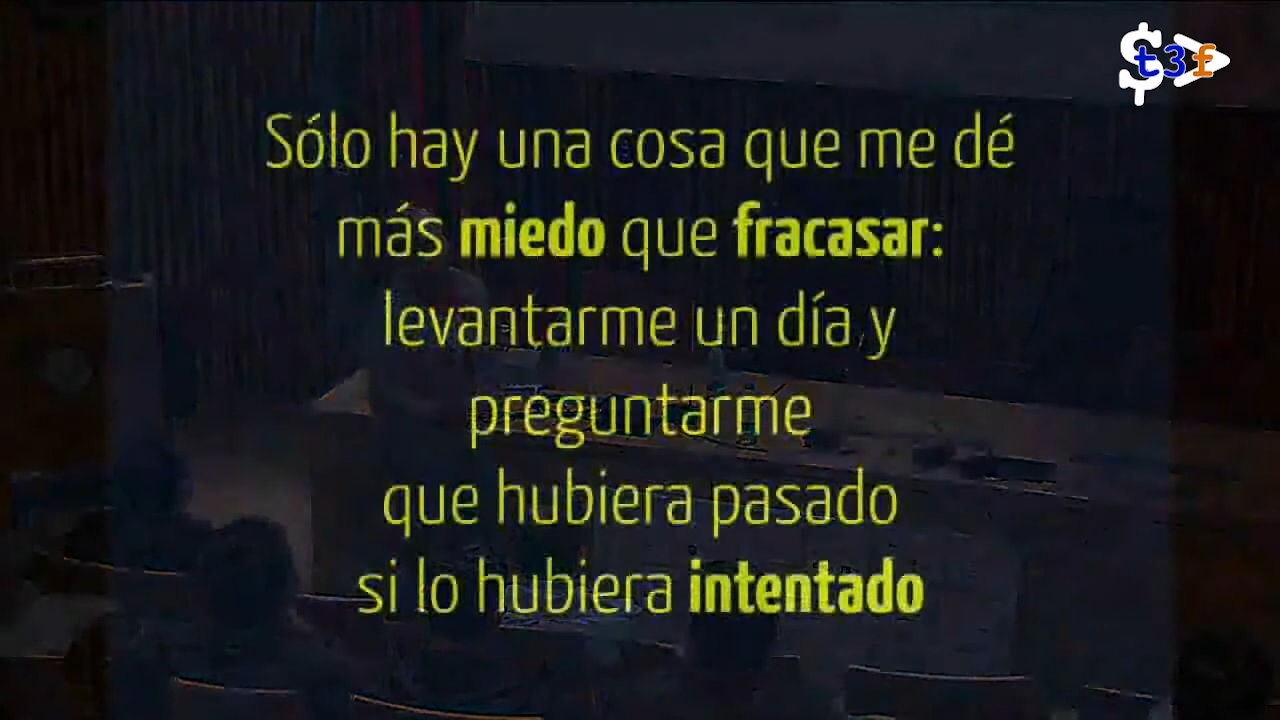 $t3f
Sólo hay una cosa que me dé
más miedo que fracasar:
levantarme un día y
preguntarme
que hubiera pasado
si lo hubiera intentado